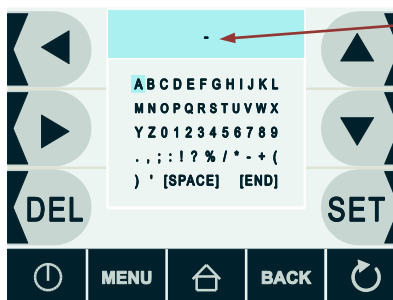 -
ABCDEFGHIJKL
MNOPQRSTUVWX
YZ0123456789
.,;:!?%/*-+(
)'[SPACE] [END]
DEL
SET
MENU
BACK